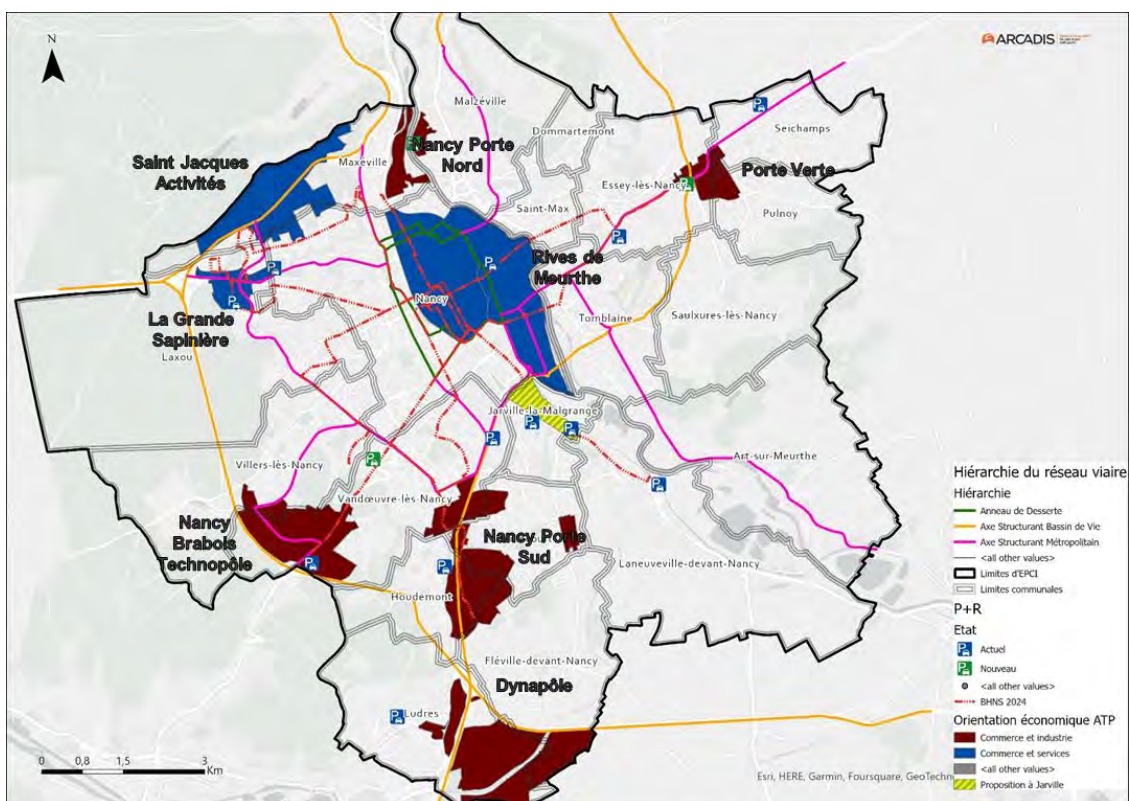 N
ARCADIS
Malzéville
Dommartemont
Seichamps
Saint Jacques
Activités
Maxéville
Nancy Porte
Nord
Essey-lès-Nancy
Porte Verte
Saint-Max
Pulnoy
Rives de
Meurthe
Nancy
La Grande
Sapinière
Laxou
Tomblaine
Saulxures-lès-Nancy
Jarville-la-Malgrange
Art-sur-Meurthe
Villers-lès-Nancy
Vandœuvre-lès-Nancy
Nancy
Brabois
Technopôle
Nancy Porte
Sud
Laneuveville-devant-Nancy
Houdemont
Fléville-devant-Nancy
Dynapôle
Ludres
Hiérarchie du réseau viaire
Hiérarchie
Anneau de Desserte
Axe Structurant Bassin de Vie
Axe Structurant Métropolitain
<all other values>
Limites d'EPCI
Limites communales
P+R
Etat
Actuel
Nouveau
<all other values>
BHNS 2024
Orientation économique ATP
Commerce et industrie
Commerce et services
<all other values>
Proposition à Jarville
0 0,8 1,5 3
Km
Esri, HERE, Garmin, Foursquare, GeoTechn